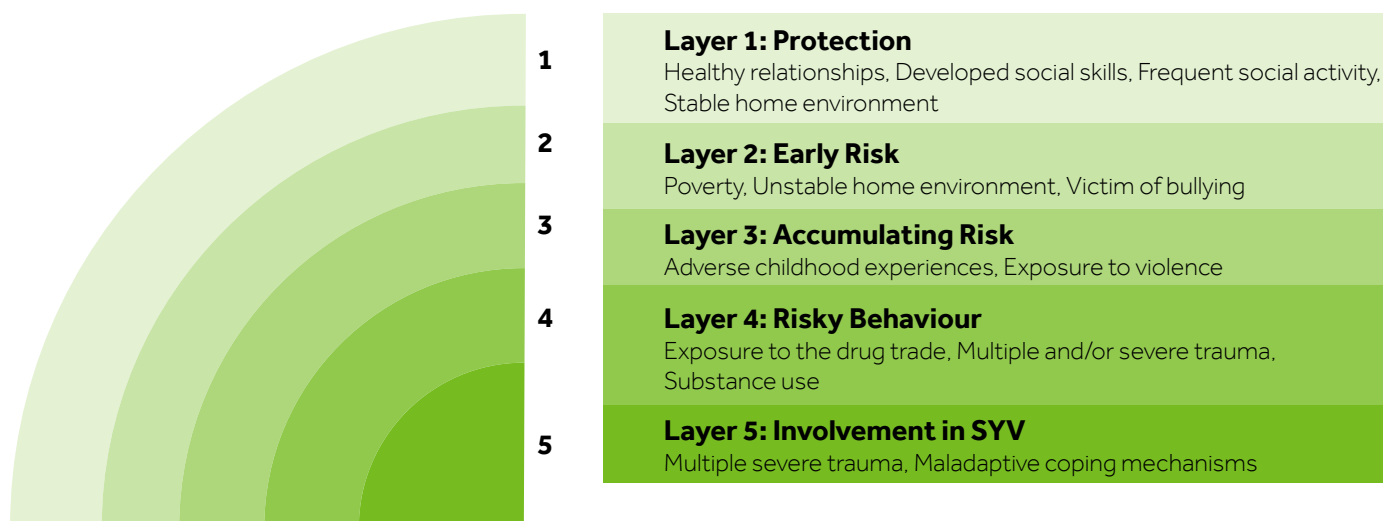 1
Layer 1: Protection
Healthy relationships, Developed social skills, Frequent social activity,
Stable home environment
2
Layer 2: Early Risk
Poverty, Unstable home environment, Victim of bullying
3
Layer 3: Accumulating Risk
Adverse childhood experiences, Exposure to violence
4
Layer 4: Risky Behaviour
Exposure to the drug trade, Multiple and/or severe trauma,
Substance use
5
Layer 5: Involvement in SYV
Multiple severe trauma, Maladaptive coping mechanisms